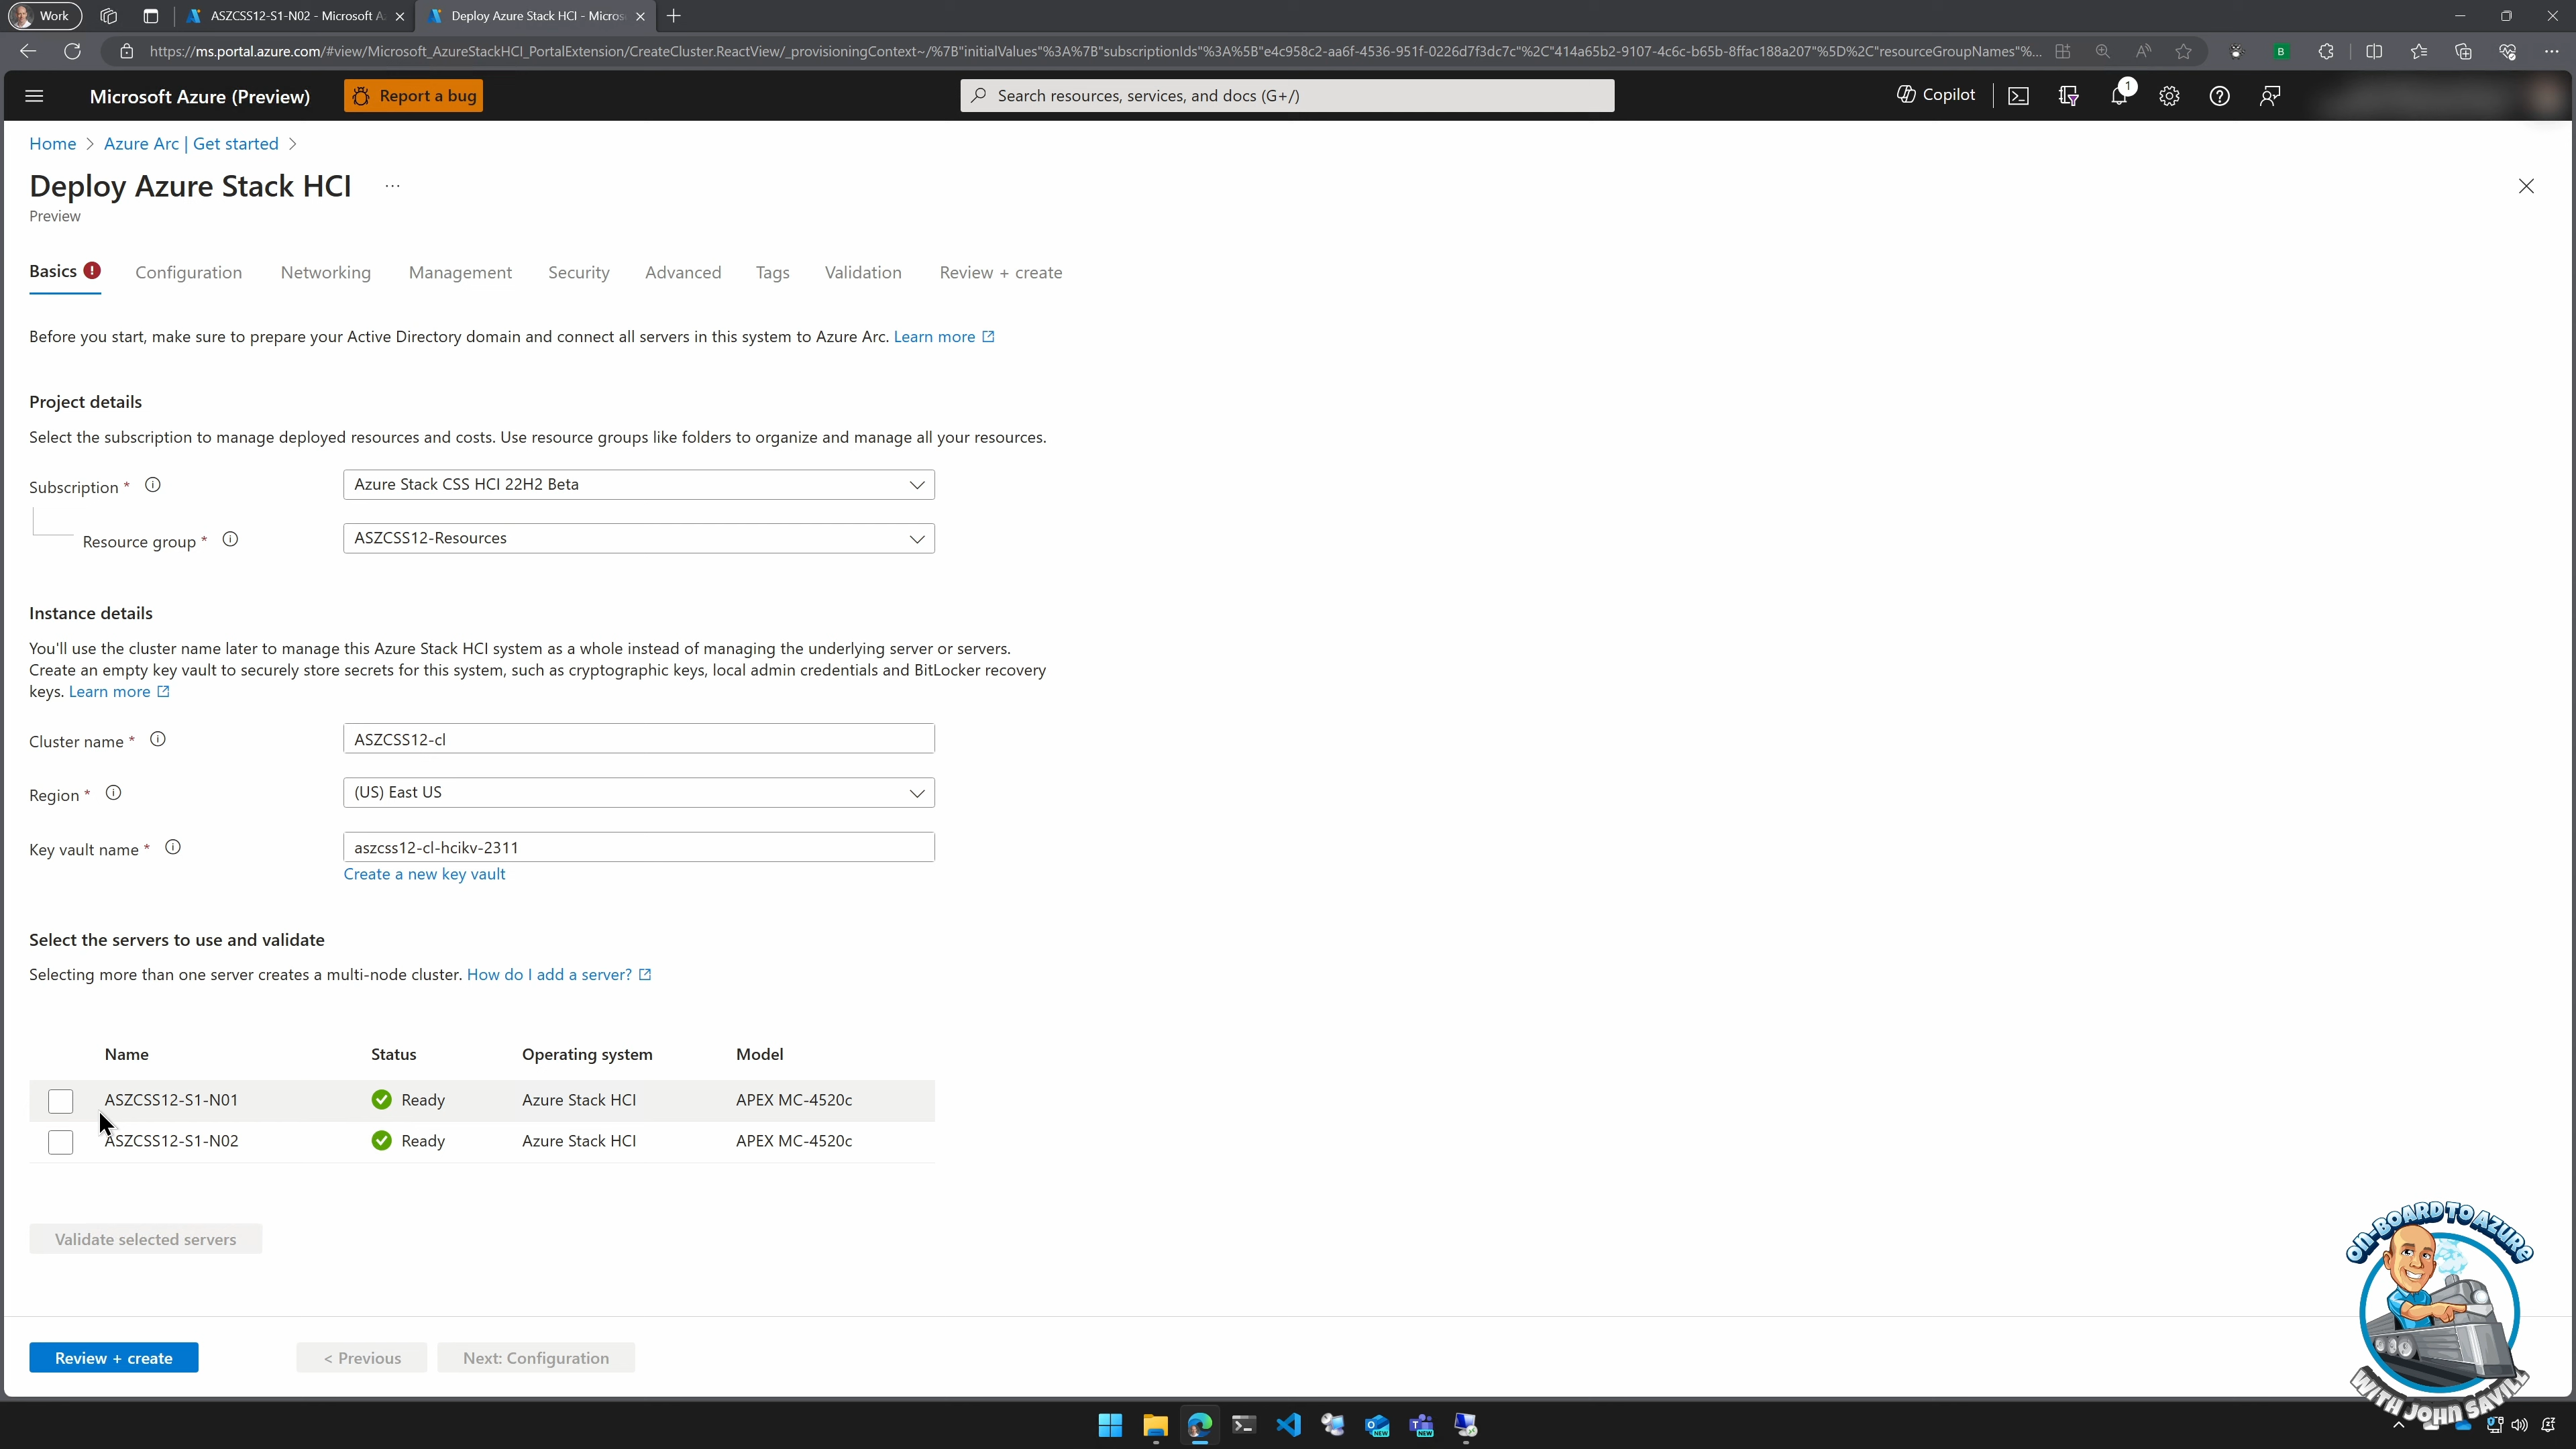 Work
ASZCSS12-S1-N02 - Microsoft A
Deploy Azure Stack HCI - Micros
https://ms.portal.azure.com/#view/Microsoft_AzureStackHCI_PortalExtension/CreateCluster.ReactView/_provisioningContext~/%7B"initialValues"%3A%7B"subscriptionIds"%3A%5B"e4c958c2-aa6f-4536-951f-0226d7f3dc7c"%2C"414a65b2-9107-4c6c-b65b-8ffac188a207"%5D%2C"resourceGroupNames"%...
B
Microsoft Azure (Preview)
Report a bug
Search resources, services, and docs (G+/)
Copilot
1
Home > Azure Arc | Get started >
Deploy Azure Stack HCI ...
Preview
Basics Configuration Networking Management Security Advanced Tags Validation Review + create
Before you start, make sure to prepare your Active Directory domain and connect all servers in this system to Azure Arc. Learn more
Project details
Select the subscription to manage deployed resources and costs. Use resource groups like folders to organize and manage all your resources.
Subscription *
Azure Stack CSS HCI 22H2 Beta
Resource group *
ASZCSS12-Resources
Instance details
You'll use the cluster name later to manage this Azure Stack HCI system as a whole instead of managing the underlying server or servers.
Create an empty key vault to securely store secrets for this system, such as cryptographic keys, local admin credentials and BitLocker recovery
keys. Learn more
Cluster name *
ASZCSS12-cl
Region *
(US) East US
Key vault name *
aszcss12-cl-hcikv-2311
Create a new key vault
Select the servers to use and validate
Selecting more than one server creates a multi-node cluster. How do I add a server?
Name Status Operating system Model
ASZCSS12-S1-N01 Ready Azure Stack HCI APEX MC-4520c
ASZCSS12-S1-N02 Ready Azure Stack HCI APEX MC-4520c
Validate selected servers
Review + create
< Previous
Next: Configuration
ON-BOARD TO AZURE
WITH JOHN SAVILL
NEW
NEW